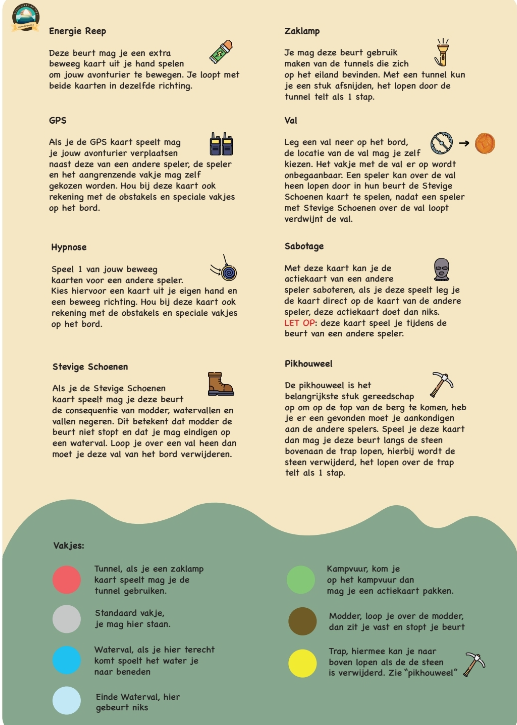 Energie Reep
Deze beurt mag je een extra
beweeg kaart uit je hand spelen
om jouw avonturier te bewegen. Je loopt met
beide kaarten in dezelfde richting.
GPS
Als je de GPS kaart speelt mag
je jouw avonturier verplaatsen
naast deze van een andere speler, de speler
en het aangrenzende vakje mag zelf
gekozen worden. Hou bij deze kaart ook
rekening met de obstakels en speciale vakjes
op het bord.
Hypnose
Speel 1 van jouw beweeg
kaarten voor een andere speler.
Kies hiervoor een kaart uit je eigen hand en
een beweeg richting. Hou bij deze kaart ook
rekening met de obstakels en speciale vakjes
op het bord.
Stevige Schoenen
Als je de Stevige Schoenen
kaart speelt mag je deze beurt
de consequentie van modder, watervallen en
vallen negeren. Dit betekent dat modder de
beurt niet stopt en dat je mag eindigen op
een waterval. Loop je over een val heen dan
moet je deze val van het bord verwijderen.
Zaklamp
Je mag deze beurt gebruik
maken van de tunnels die zich
op het eiland bevinden. Met een tunnel kun
je een stuk afsnijden, het lopen door de
tunnel telt als 1 stap.
Val
Leg een val neer op het bord,
de locatie van de val mag je zelf
kiezen. Het vakje met de val er op wordt
onbegaanbaar. Een speler kan over de val
heen lopen door in hun beurt de Stevige
Schoenen kaart te spelen, nadat een speler
met Stevige Schoenen over de val loopt
verdwijnt de val.
Sabotage
Met deze kaart kan je de
actiekaart van een andere
speler saboteren, als je deze speelt leg je
de kaart direct op de kaart van de andere
speler, deze actiekaart doet dan niks.
LET OP: deze kaart speel je tijdens de
beurt van een andere speler.
Pikhouweel
De pikhouweel is het
belangrijkste stuk gereedschap
op om op de top van de berg te komen, heb
je er een gevonden moet je aankondigen
aan de andere spelers. Speel je deze kaart
dan mag je deze beurt langs de steen
bovenaan de trap lopen, hierbij wordt de
steen verwijderd, het lopen over de trap
telt als 1 stap.
Vakjes:
Tunnel, als je een zaklamp
kaart speelt mag je de
tunnel gebruiken.
Standaard vakje,
je mag hier staan.
Waterval, als je hier terecht
komt spoelt het water je
naar beneden
Einde Waterval, hier
gebeurt niks
Kampvuur, kom je
op het kampvuur dan
mag je een actiekaart pakken.
Modder, loop je over de modder,
dan zit je vast en stopt je beurt
Trap, hiermee kan je naar
boven lopen als de de steen
is verwijderd. Zie "pikhouweel"